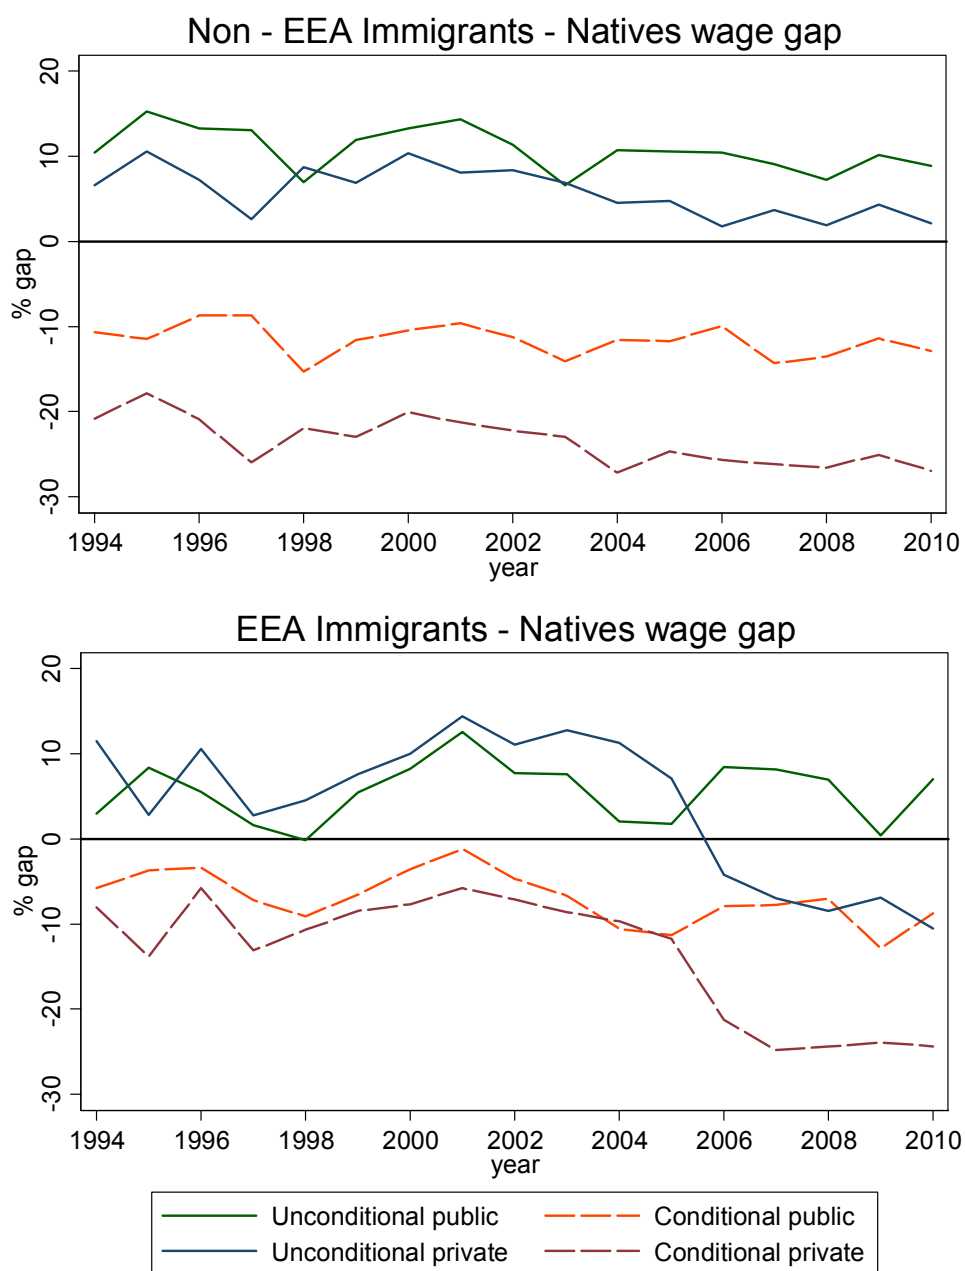 Non - EEA Immigrants - Natives wage gap
20
10
0
-10
-20
-30
% gap
1994 1996 1998 2000 2002 2004 2006 2008 2010
year
EEA Immigrants - Natives wage gap
20
10
0
-10
-20
-30
% gap
1994 1996 1998 2000 2002 2004 2006 2008 2010
year
Unconditional public Conditional public
Unconditional private Conditional private